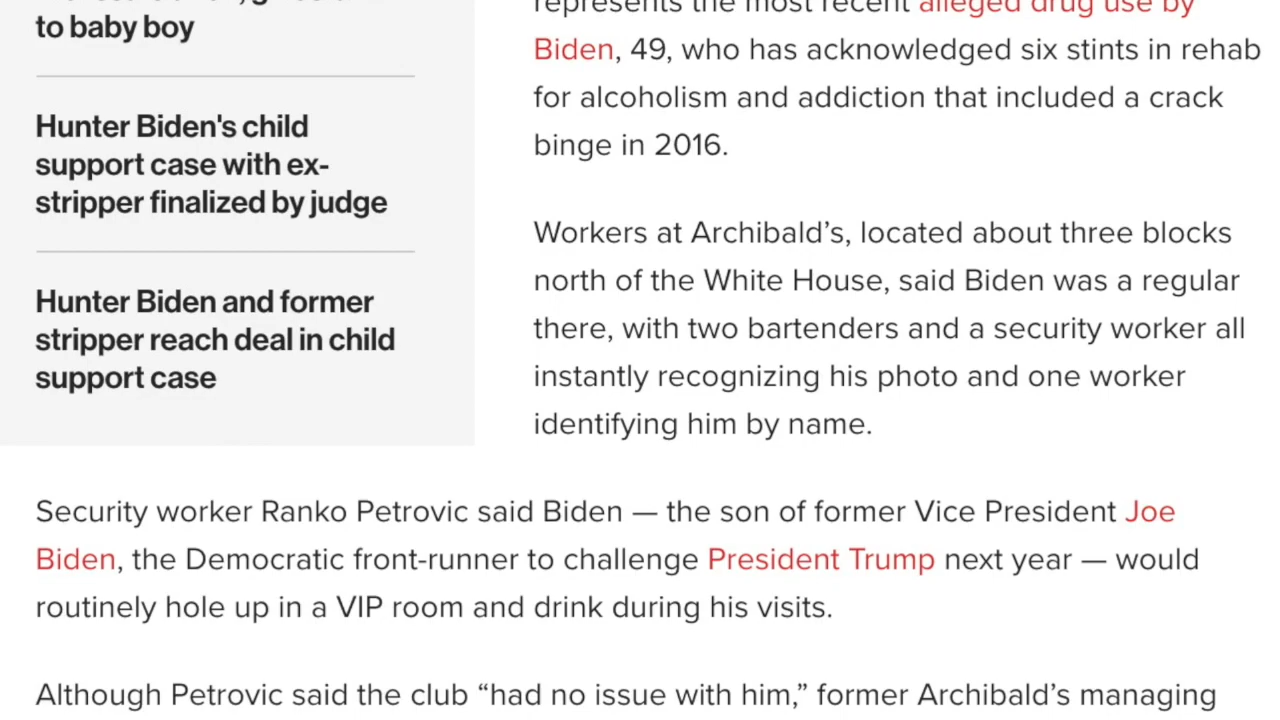 to baby boy
Hunter Biden's child
support case with ex-
stripper finalized by judge
Hunter Biden and former
stripper reach deal in child
support case
represents the most recent alleged drug use by
Biden, 49, who has acknowledged six stints in rehab
for alcoholism and addiction that included a crack
binge in 2016.
Workers at Archibald’s, located about three blocks
north of the White House, said Biden was a regular
there, with two bartenders and a security worker all
instantly recognizing his photo and one worker
identifying him by name.
Security worker Ranko Petrovic said Biden — the son of former Vice President Joe
Biden, the Democratic front-runner to challenge President Trump next year — would
routinely hole up in a VIP room and drink during his visits.
Although Petrovic said the club “had no issue with him,” former Archibald’s managing